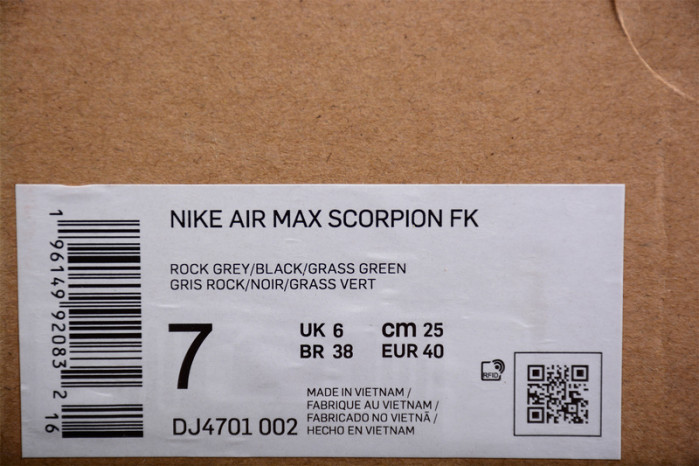 NIKE AIR MAX SCORPION FK
ROCK GREY/BLACK/GRASS GREEN
GRIS ROCK/NOIR/GRASS VERT
7
UK 6 cm 25
BR 38 EUR 40
MADE IN VIETNAM /
FABRIQUE AU VIETNAM /
FABRICADO NO VIETNÃ /
HECHO EN VIETNAM
DJ4701 002
RFID
1 96149 92083 2 16